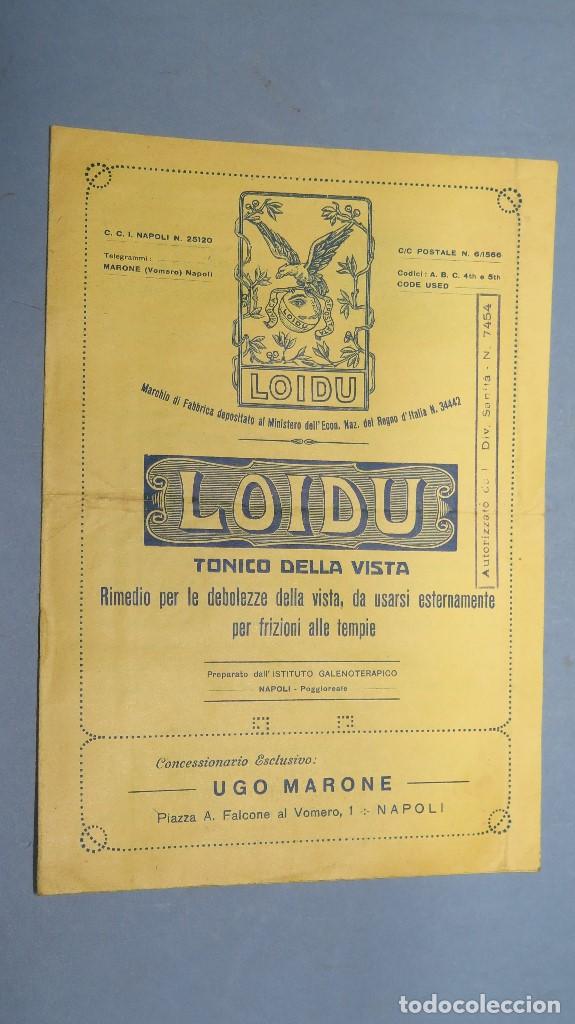 C. C. I. NAPOLI N. 25120
Telegrammi:
MARONE (Vomero) Napoli
C/C POSTALE N. 6/1566
Codici: A. B. C. 4th e 5th
CODE USED
LOIDU
LOIDU
Marchio di Fabbrica depositato al Ministero dell'Econ. Naz. del Regno d'Italia N. 34442
Autorizzato Div. Sanità - N. 7454
LOIDU
TONICO DELLA VISTA
Rimedio per le debolezze della vista, da usarsi esternamente
per frizioni alle tempie
Preparato dall'ISTITUTO GALENOTERAPICO
NAPOLI - Poggioreale
Concessionario Esclusivo:
UGO MARONE
Piazza A. Falcone al Vomero, 1 - NAPOLI
todocoleccion
todocoleccion.net